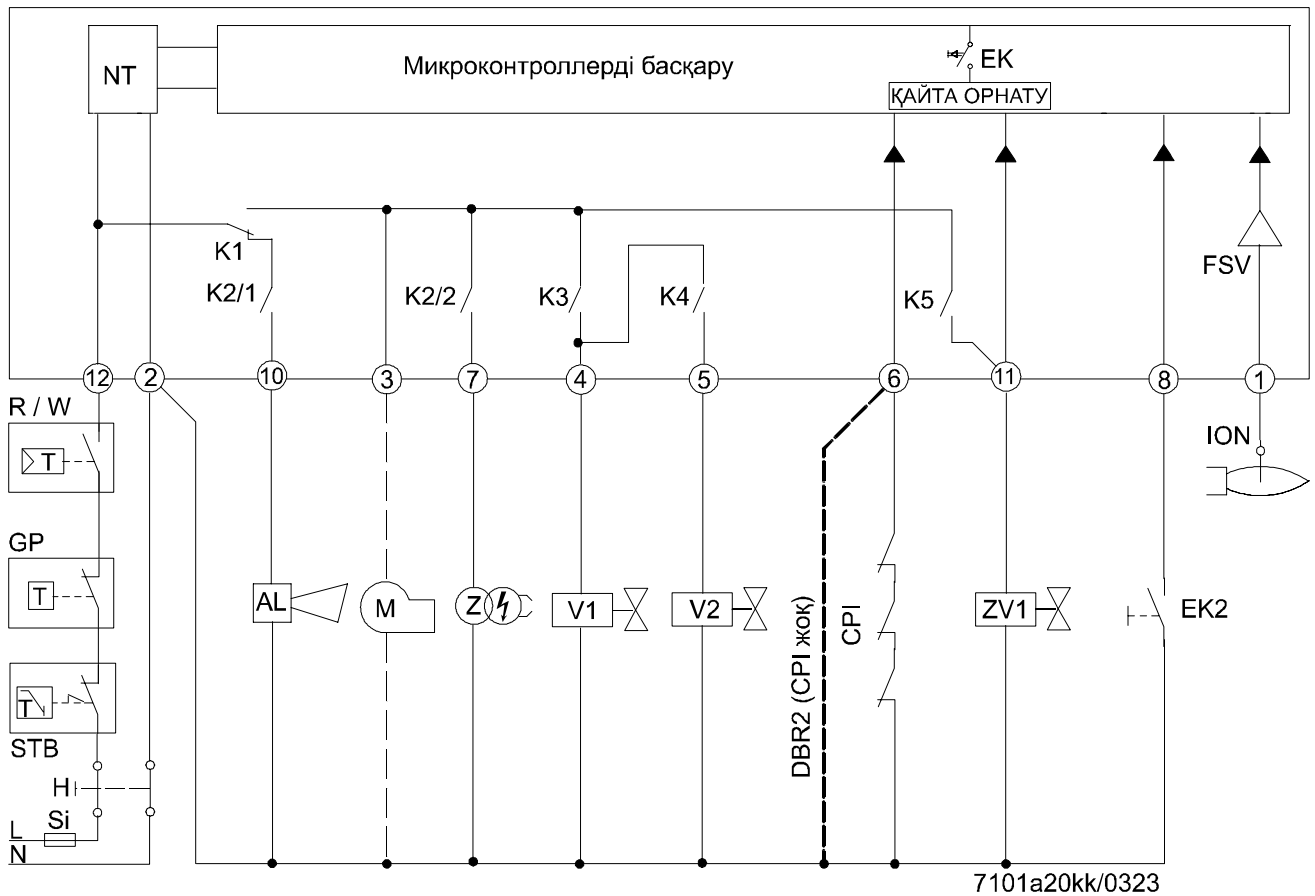 NT
Микроконтроллерді басқару
EK
ҚАЙТА ОРНАТУ
K1
K2/1
K2/2
K3
K4
K5
FSV
12
2
10
3
7
4
5
6
11
8
1
R / W
T
GP
T
STB
T
H
Si
L
N
AL
M
Z
V1
V2
DBR2 (CPI жоқ)
CPI
ZV1
EK2
ION
7101a20kk/0323